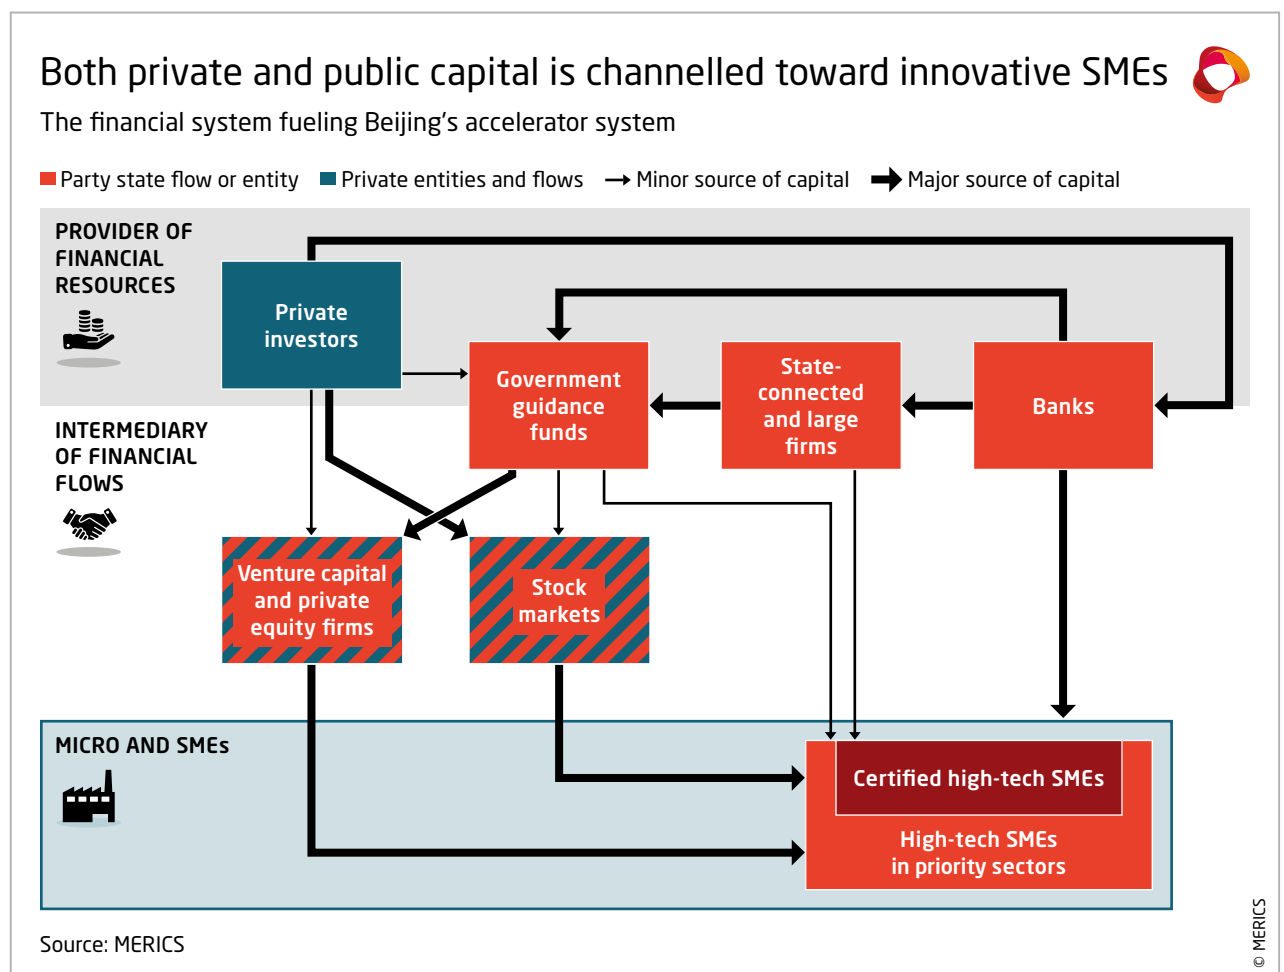 Both private and public capital is channelled toward innovative SMEs
The financial system fueling Beijing's accelerator system
Party state flow or entity
Private entities and flows
Minor source of capital
Major source of capital
PROVIDER OF
FINANCIAL
RESOURCES
Private
investors
Government
guidance
funds
State-
connected
and large
firms
Banks
INTERMEDIARY
OF FINANCIAL
FLOWS
Venture capital
and private
equity firms
Stock
markets
MICRO AND SMEs
Certified high-tech SMEs
High-tech SMEs
in priority sectors
Source: MERICS
© MERICS